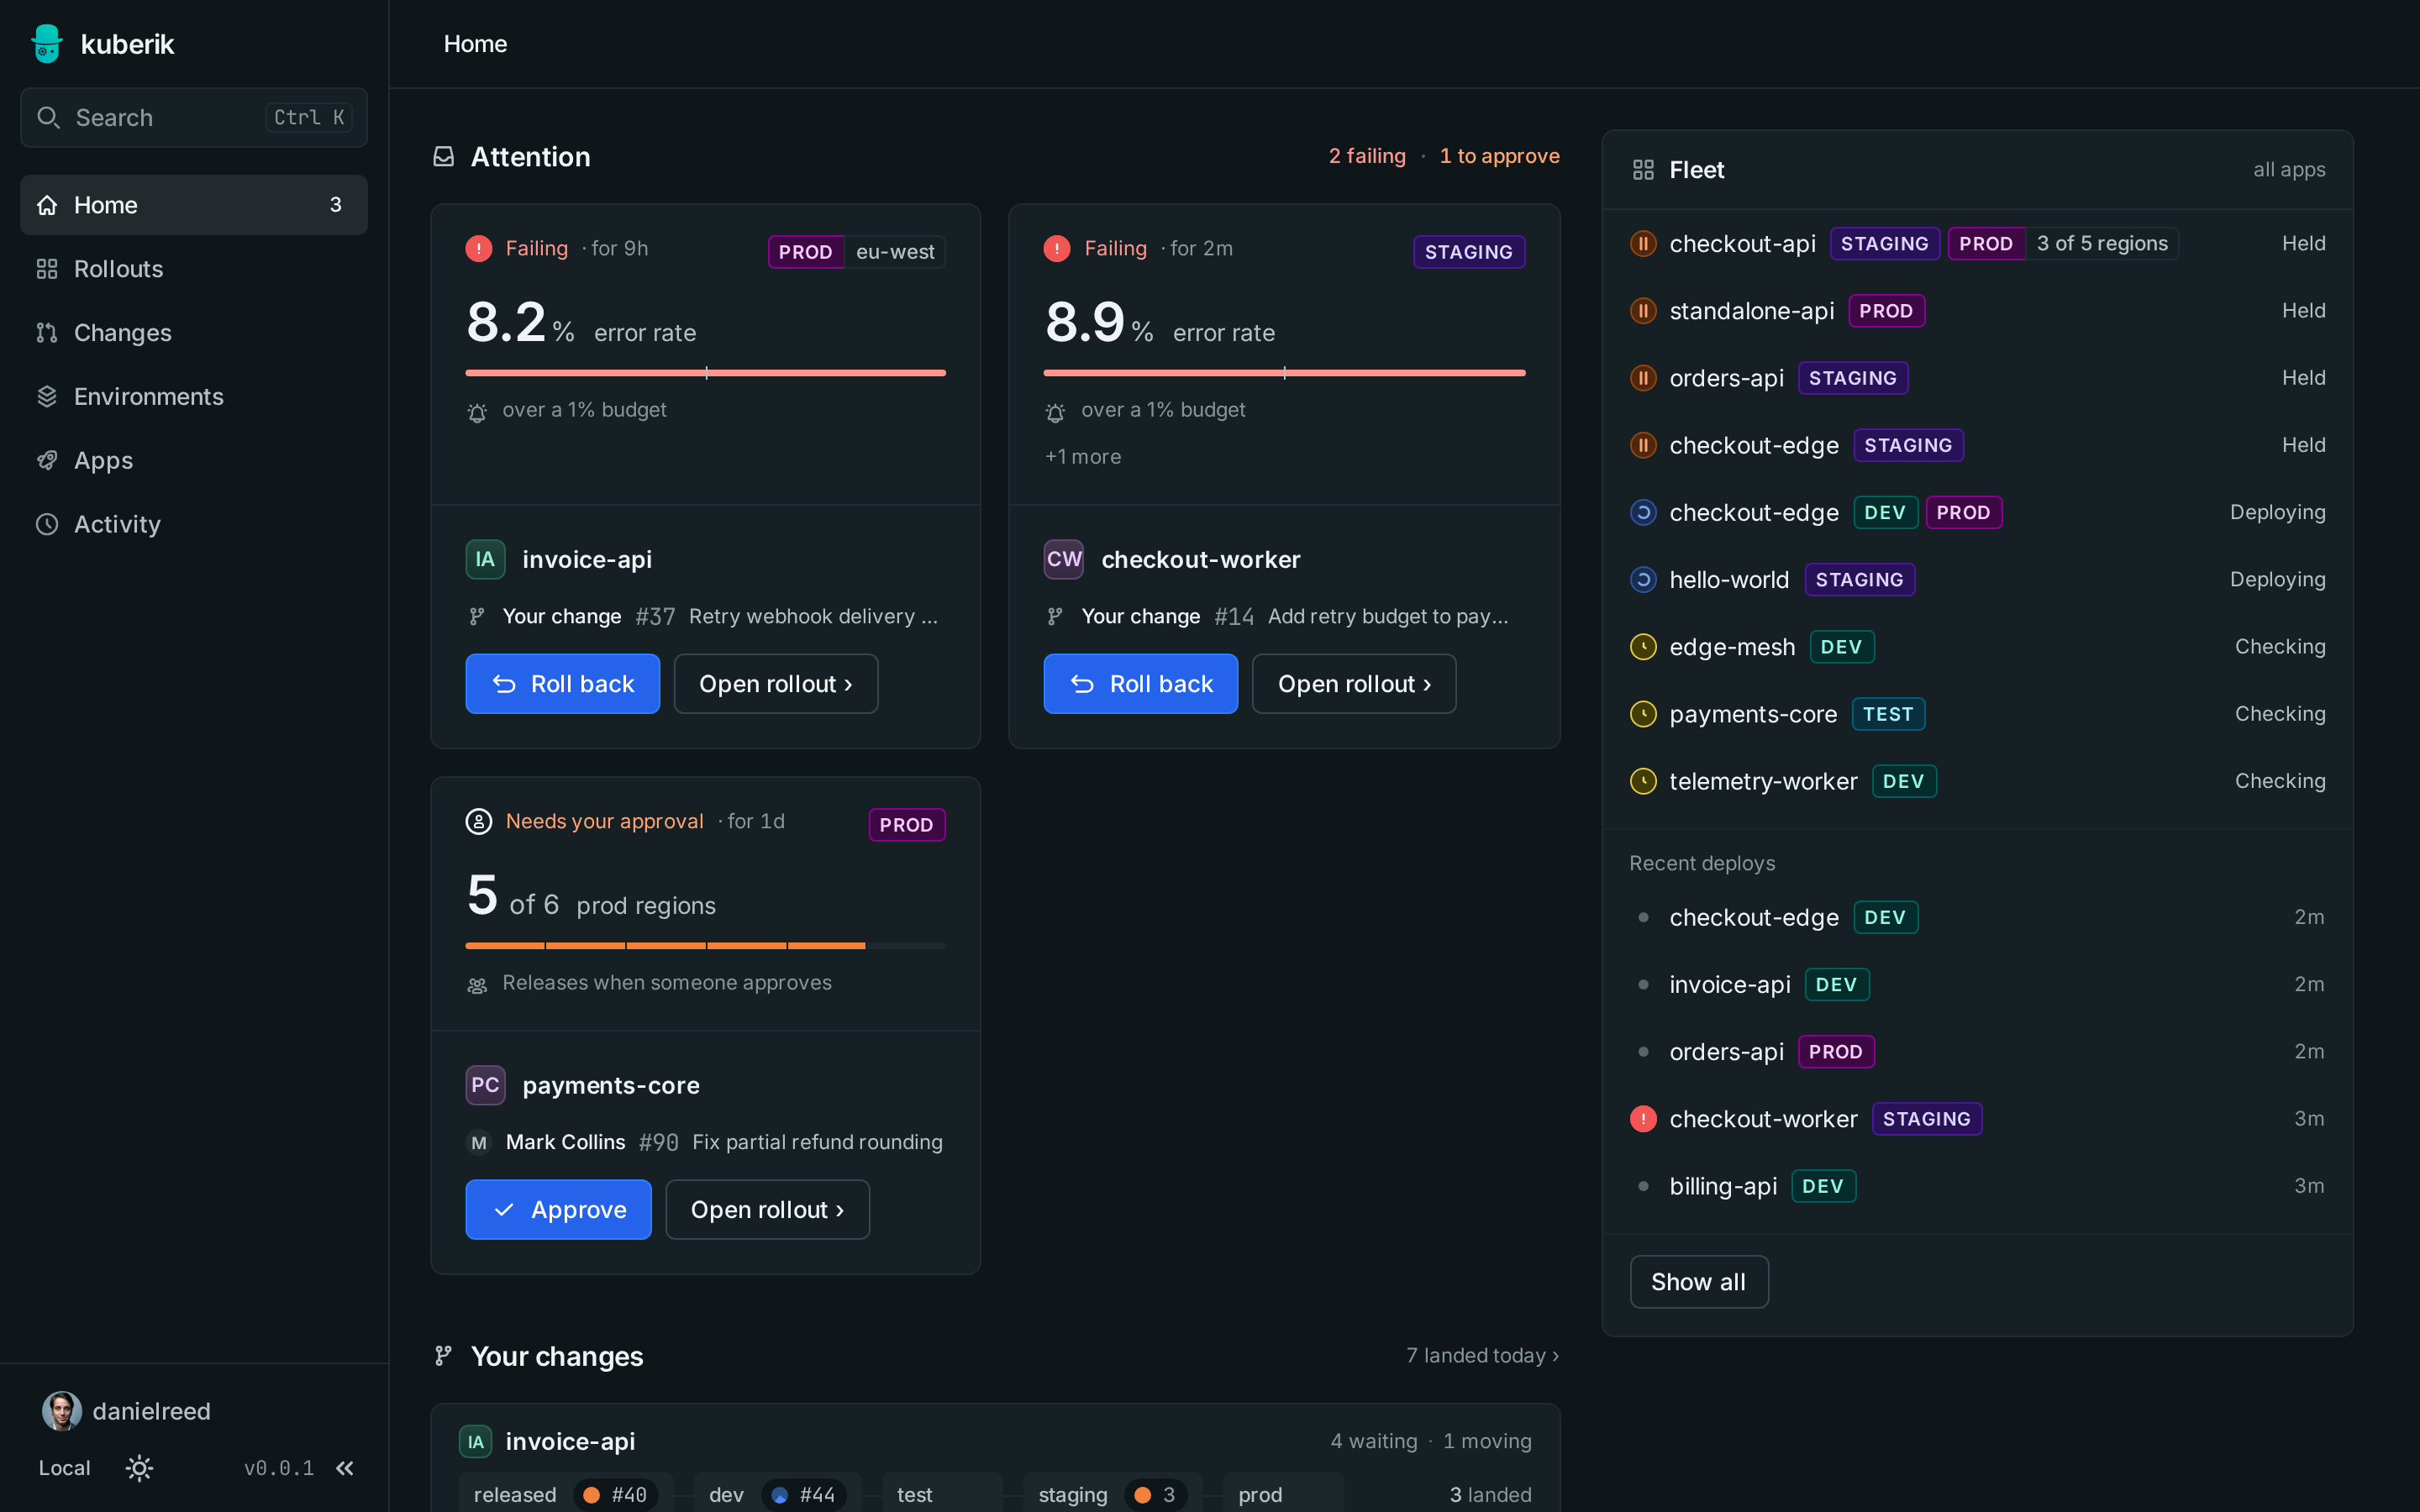 kuberik
Search Ctrl K
Home 3
Rollouts
Changes
Environments
Apps
Activity
danielreed
Local v0.0.1
Home
Attention 2 failing · 1 to approve
Failing · for 9h PROD eu-west
8.2% error rate
over a 1% budget
IA invoice-api
Your change #37 Retry webhook delivery ...
Roll back Open rollout ›
Failing · for 2m STAGING
8.9% error rate
over a 1% budget
+1 more
CW checkout-worker
Your change #14 Add retry budget to pay...
Roll back Open rollout ›
Needs your approval · for 1d PROD
5 of 6 prod regions
Releases when someone approves
PC payments-core
M Mark Collins #90 Fix partial refund rounding
Approve Open rollout ›
Your changes 7 landed today ›
IA invoice-api 4 waiting · 1 moving
released #40 dev #44 test staging 3 prod 3 landed
Fleet all apps
checkout-api STAGING PROD 3 of 5 regions Held
standalone-api PROD Held
orders-api STAGING Held
checkout-edge STAGING Held
checkout-edge DEV PROD Deploying
hello-world STAGING Deploying
edge-mesh DEV Checking
payments-core TEST Checking
telemetry-worker DEV Checking
Recent deploys
checkout-edge DEV 2m
invoice-api DEV 2m
orders-api PROD 2m
checkout-worker STAGING 3m
billing-api DEV 3m
Show all